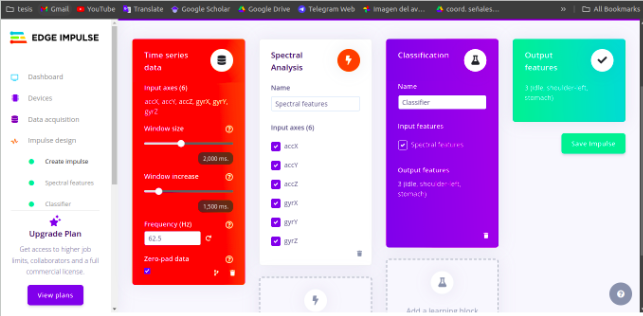 tesis
Gmail
YouTube
Translate
Google Scholar
Google Drive
Telegram Web
Imagen del av...
coord. señales...
»
All Bookmarks
EDGE IMPULSE
Dashboard
Devices
Data acquisition
Impulse design
Create impulse
Spectral features
Classifier
Upgrade Plan
Get access to higher job
limits, collaborators and a full
commercial license.
View plans
Time series
data
Input axes (6)
accX, accY, accZ, gyrX, gyrY,
gyrZ
Window size
?
2,000 ms.
Window increase
?
1,500 ms.
Frequency (Hz)
?
62.5
Zero-pad data
?
Spectral
Analysis
Name
Spectral features
Input axes (6)
accX
accY
accZ
gyrX
gyrY
gyrZ
Classification
Name
Classifier
Input features
Spectral features
Output features
3 (idle, shoulder-left,
stomach)
Add a learning block
Output
features
3 (idle, shoulder-left,
stomach)
Save Impulse
?